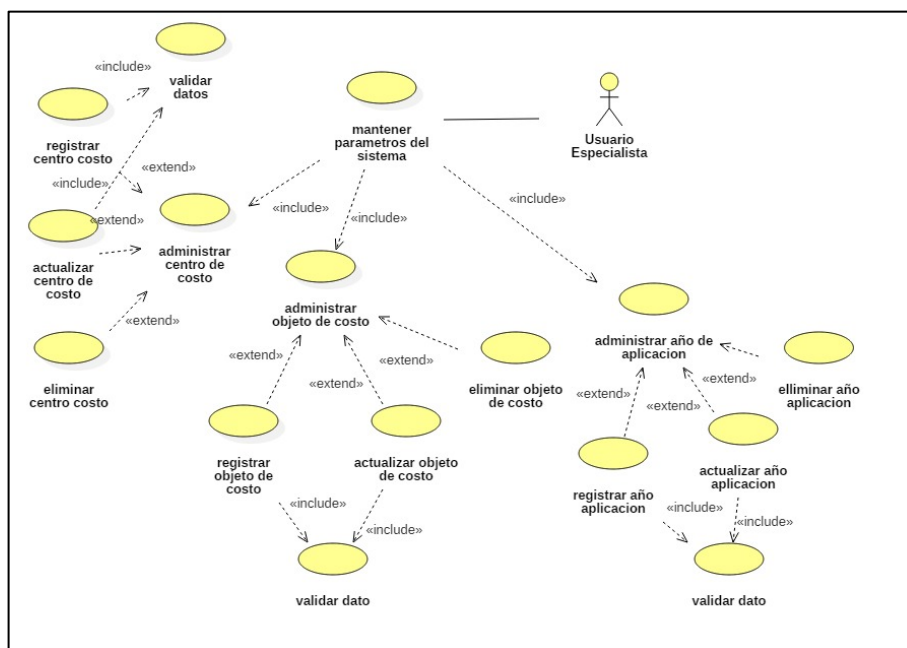 «include»
validar
datos
registrar
centro costo
mantener
parametros del
sistema
Usuario
Especialista
«extend»
«include»
«include»
«include»
«include»
«extend»
actualizar
centro de
costo
administrar
centro de
costo
«extend»
administrar
objeto de costo
administrar año de
aplicacion
eliminar
centro costo
«extend»
«extend»
«extend»
eliminar objeto
de costo
«extend»
«extend»
«extend»
elliminar año
aplicacion
registrar
objeto de
costo
actualizar objeto
de costo
registrar año
aplicacion
actualizar año
aplicacion
«include»
«include»
«include»
«include»
validar dato
validar dato